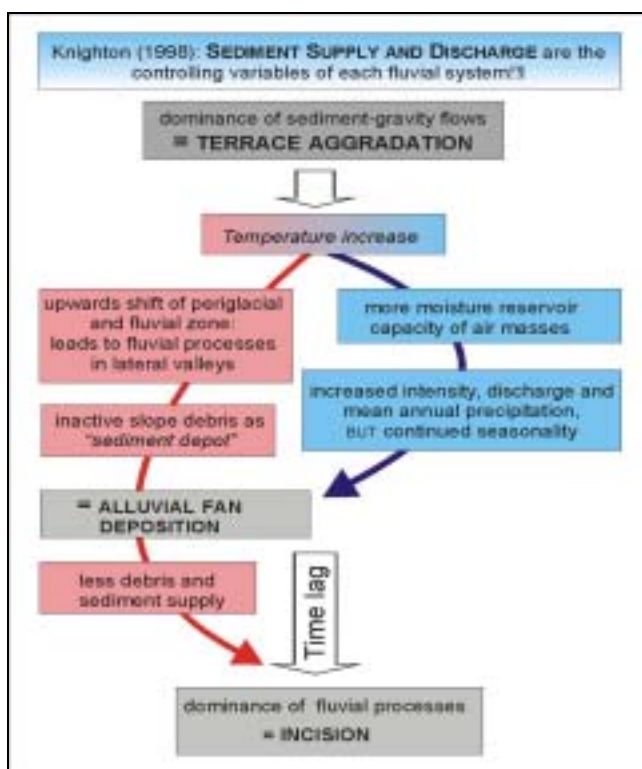 Knighton (1998): SEDIMENT SUPPLY AND DISCHARGE are the
controlling variables of each fluvial system
dominance of sediment-gravity flows
= TERRACE AGGRADATION
Temperature increase
upwards shift of periglacial
and fluvial zone:
leads to fluvial processes
in lateral valleys
more moisture reservoir
capacity of air masses
increased intensity, discharge and
mean annual precipitation,
BUT continued seasonality
inactive slope debris as
"sediment depot"
= ALLUVIAL FAN
DEPOSITION
less debris and
sediment supply
Time lag
dominance of fluvial processes
= INCISION